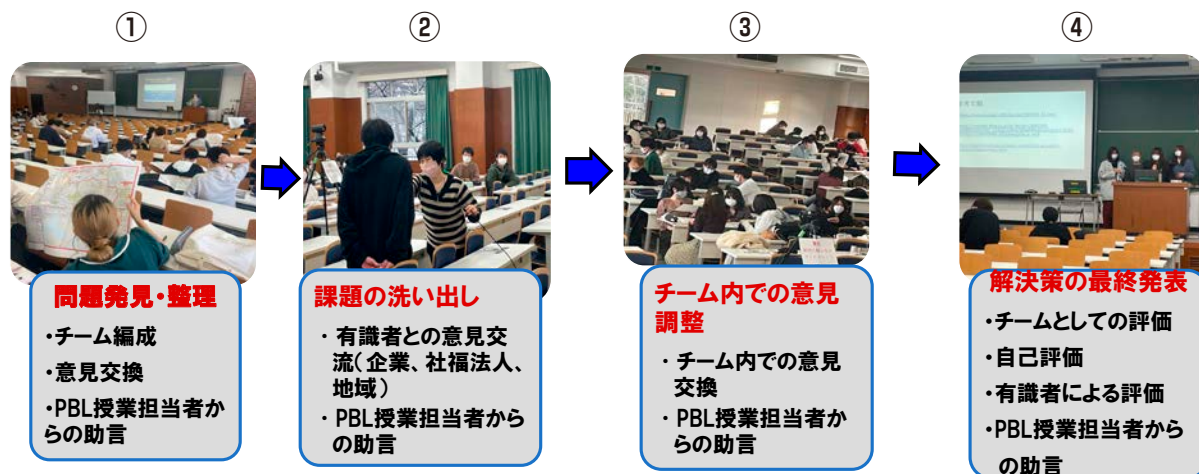 ①
②
③
④
問題発見・整理
・チーム編成
・意見交換
・PBL授業担当者か
らの助言
課題の洗い出し
・有識者との意見交
流（企業、社福法人、
地域）
・PBL授業担当者から
の助言
チーム内での意見
調整
・チーム内での意見
交換
・PBL授業担当者か
らの助言
解決策の最終発表
・チームとしての評価
・自己評価
・有識者による評価
・PBL授業担当者から
の助言